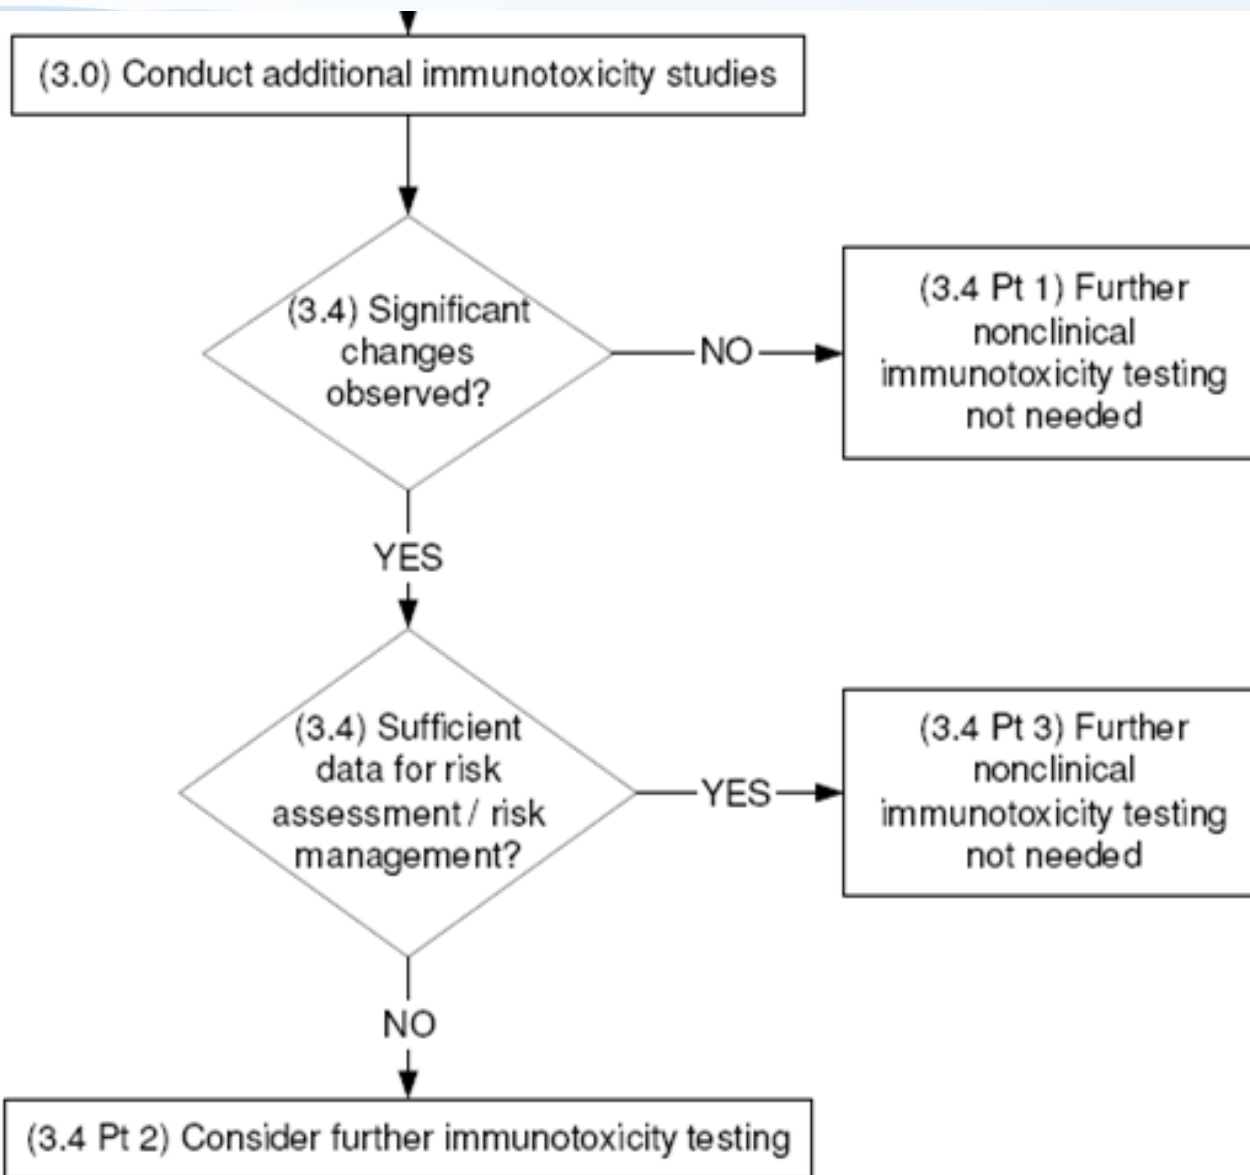 (3.0) Conduct additional immunotoxicity studies
(3.4) Significant
changes
observed?
NO
(3.4 Pt 1) Further
nonclinical
immunotoxicity testing
not needed
YES
(3.4) Sufficient
data for risk
assessment / risk
management?
YES
(3.4 Pt 3) Further
nonclinical
immunotoxicity testing
not needed
NO
(3.4 Pt 2) Consider further immunotoxicity testing